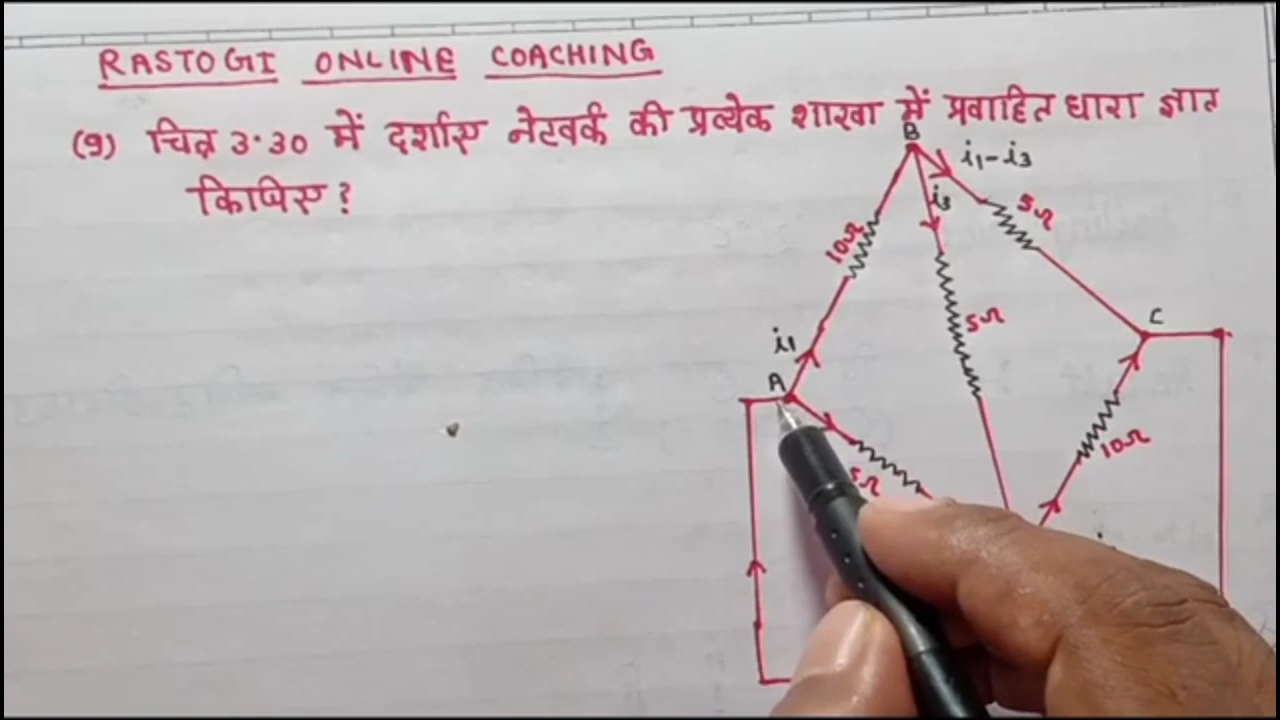 RASTOGI ONLINE COACHING
(9) चित्र 3.30 में दर्शाए नेटवर्क की प्रत्येक शाखा में प्रवाहित धारा ज्ञात
किजिए ?
B
i1-i3
i3
5Ω
10Ω
5Ω
i1
C
A
10Ω
5Ω